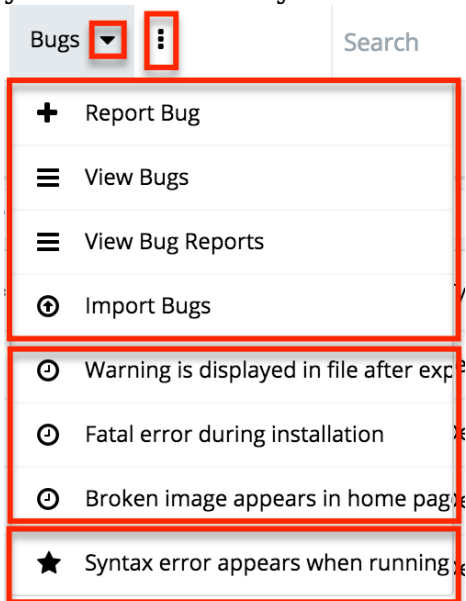 Bugs
Search
Report Bug
View Bugs
View Bug Reports
Import Bugs
Warning is displayed in file after exp
Fatal error during installation
Broken image appears in home pag
Syntax error appears when running